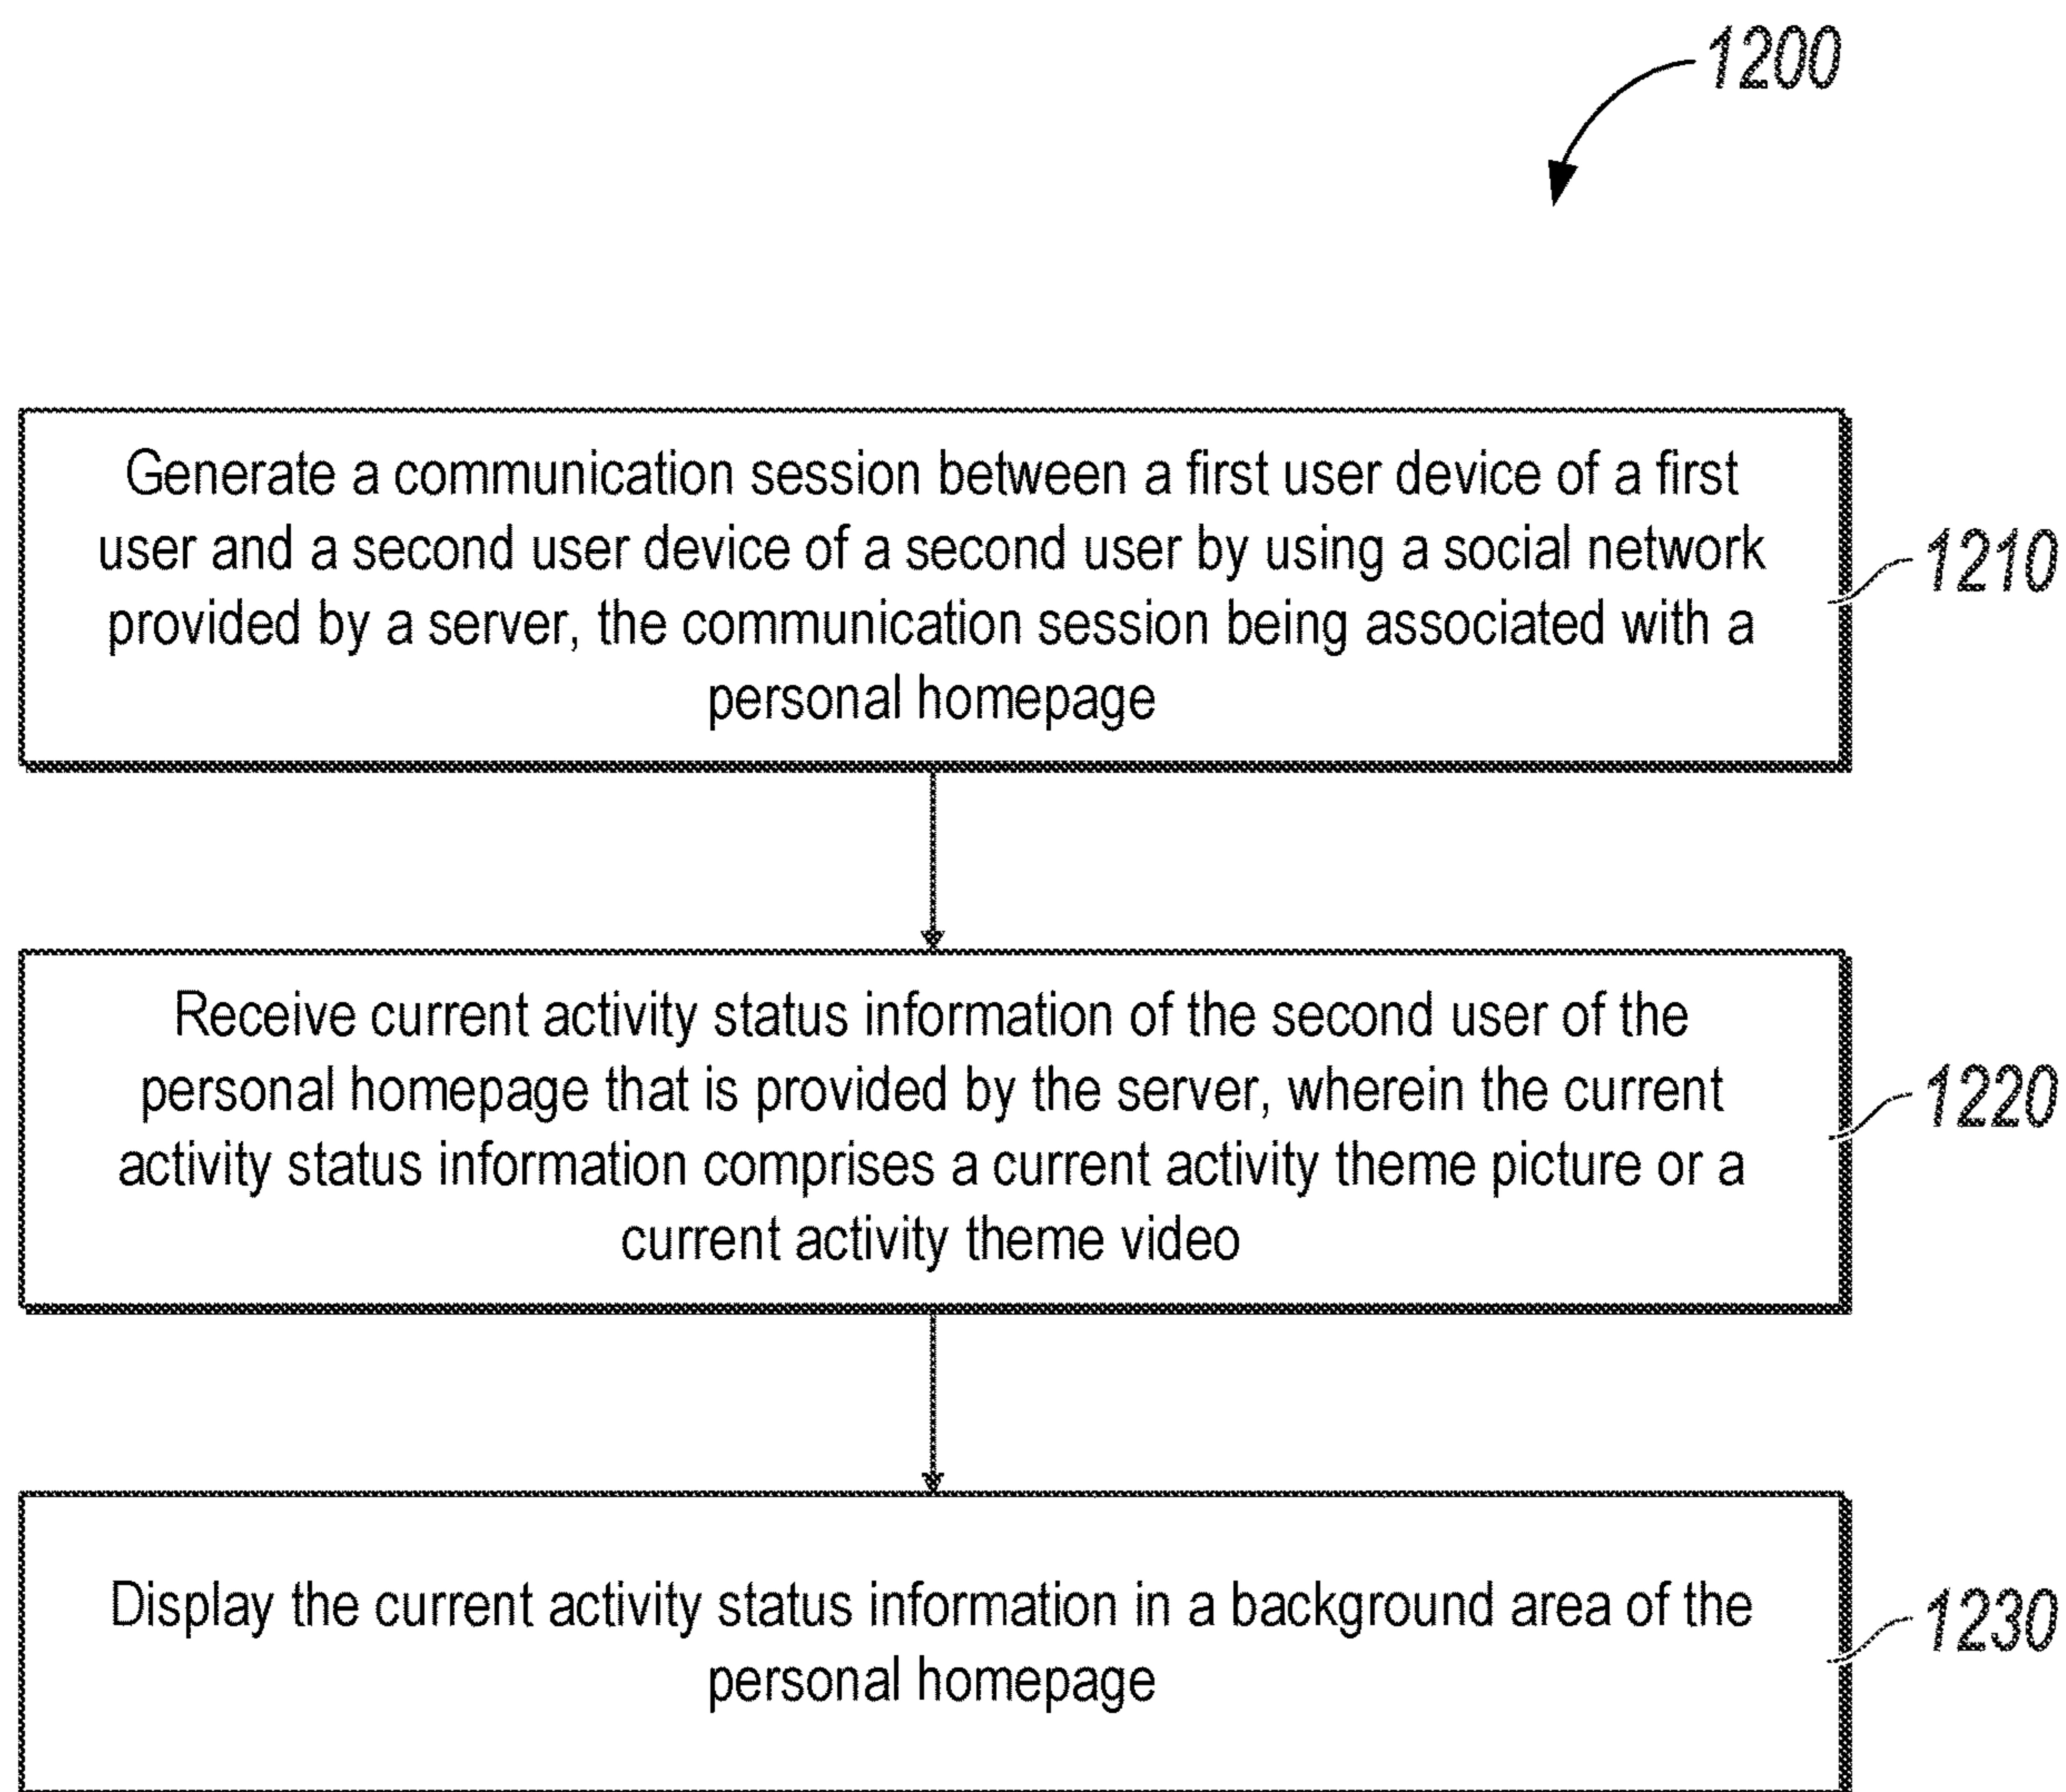 1200
Generate a communication session between a first user device of a first
user and a second user device of a second user by using a social network
provided by a server, the communication session being associated with a
personal homepage
1210
Receive current activity status information of the second user of the
personal homepage that is provided by the server, wherein the current
activity status information comprises a current activity theme picture or a
current activity theme video
1220
Display the current activity status information in a background area of the
personal homepage
1230